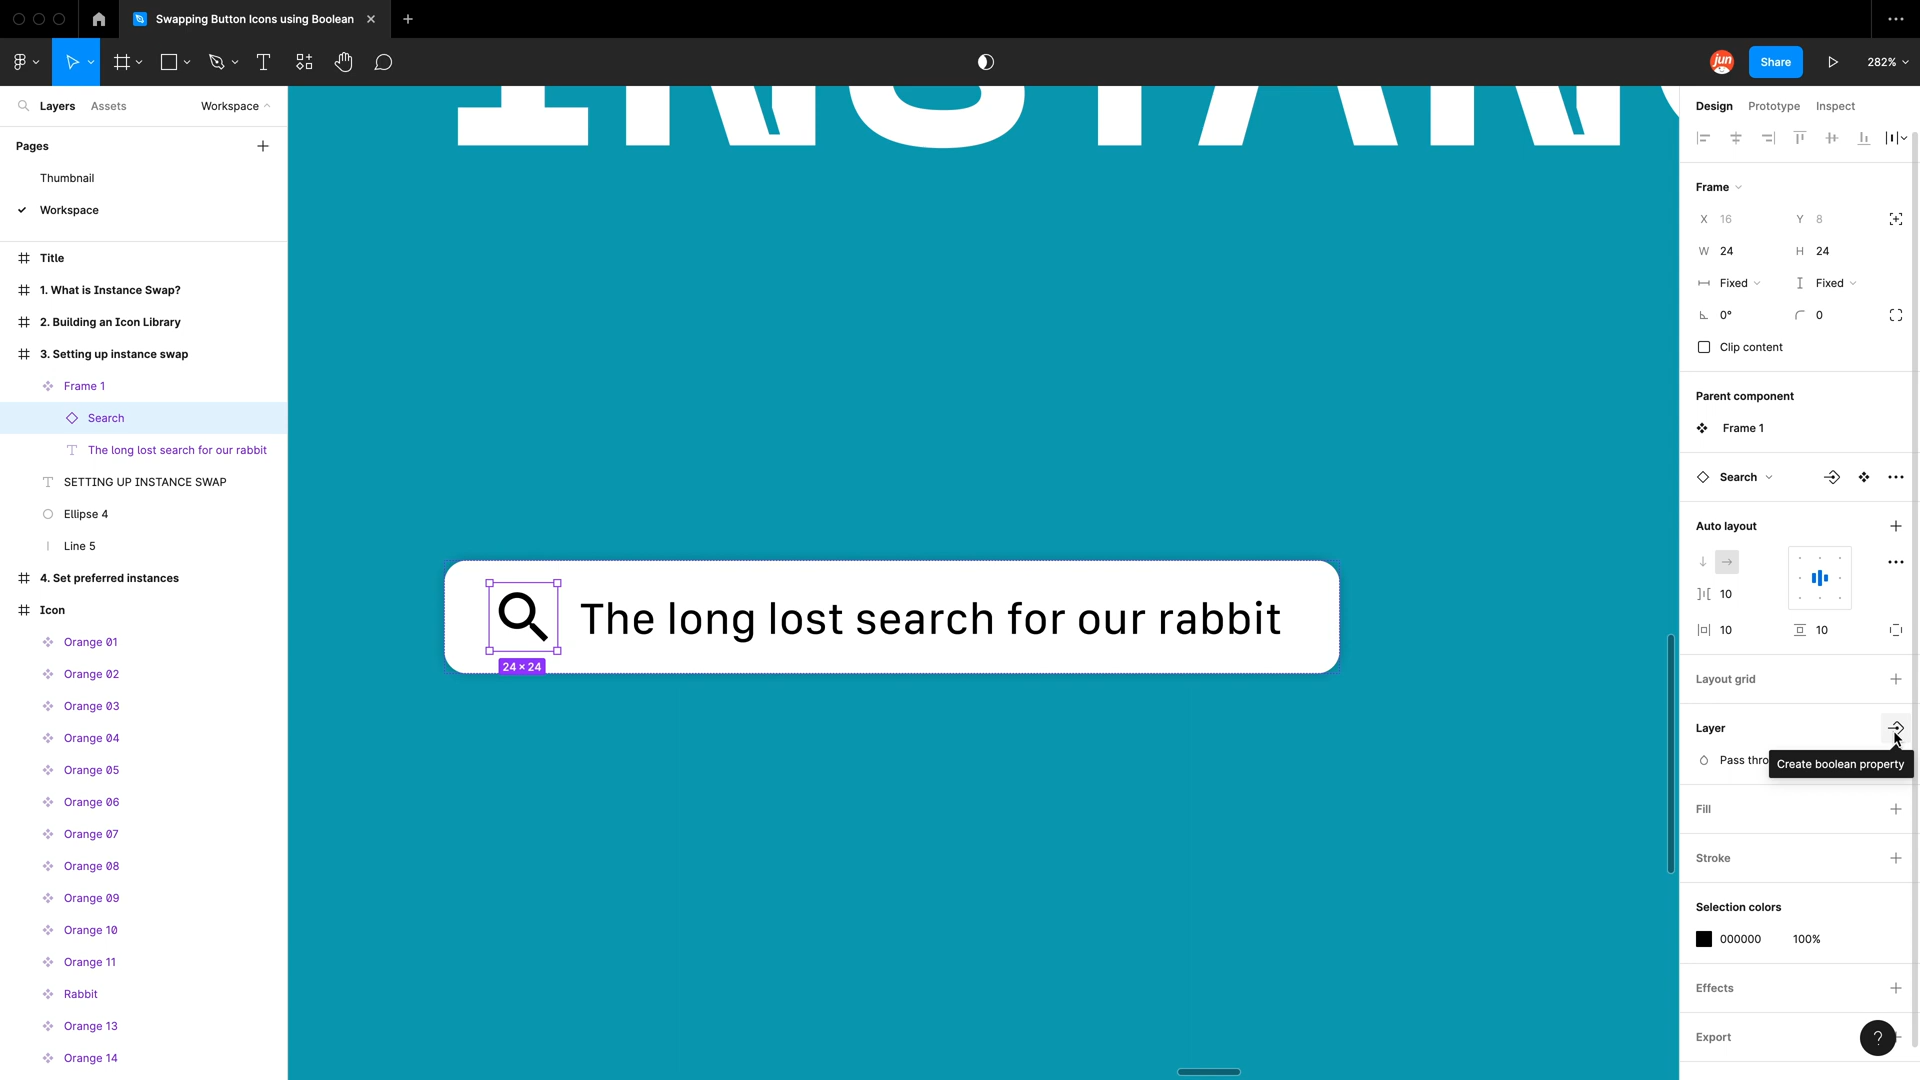 Swapping Button Icons using Boolean
jun
Share
282%
Layers
Assets
Workspace
Pages
Thumbnail
Workspace
Title
1. What is Instance Swap?
2. Building an Icon Library
3. Setting up instance swap
Frame 1
Search
The long lost search for our rabbit
SETTING UP INSTANCE SWAP
Ellipse 4
Line 5
4. Set preferred instances
Icon
Orange 01
Orange 02
Orange 03
Orange 04
Orange 05
Orange 06
Orange 07
Orange 08
Orange 09
Orange 10
Orange 11
Rabbit
Orange 13
Orange 14
INSTANC
The long lost search for our rabbit
24 × 24
Design
Prototype
Inspect
Frame
X 16
Y 8
W 24
H 24
Fixed
Fixed
0°
0
Clip content
Parent component
Frame 1
Search
Auto layout
10
10
10
Layout grid
Layer
Pass thro
Create boolean property
Fill
Stroke
Selection colors
000000
100%
Effects
Export
?